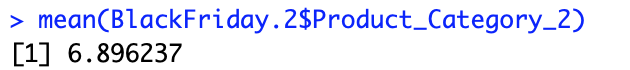 > mean(BlackFriday.2$Product_Category_2)
[1] 6.896237